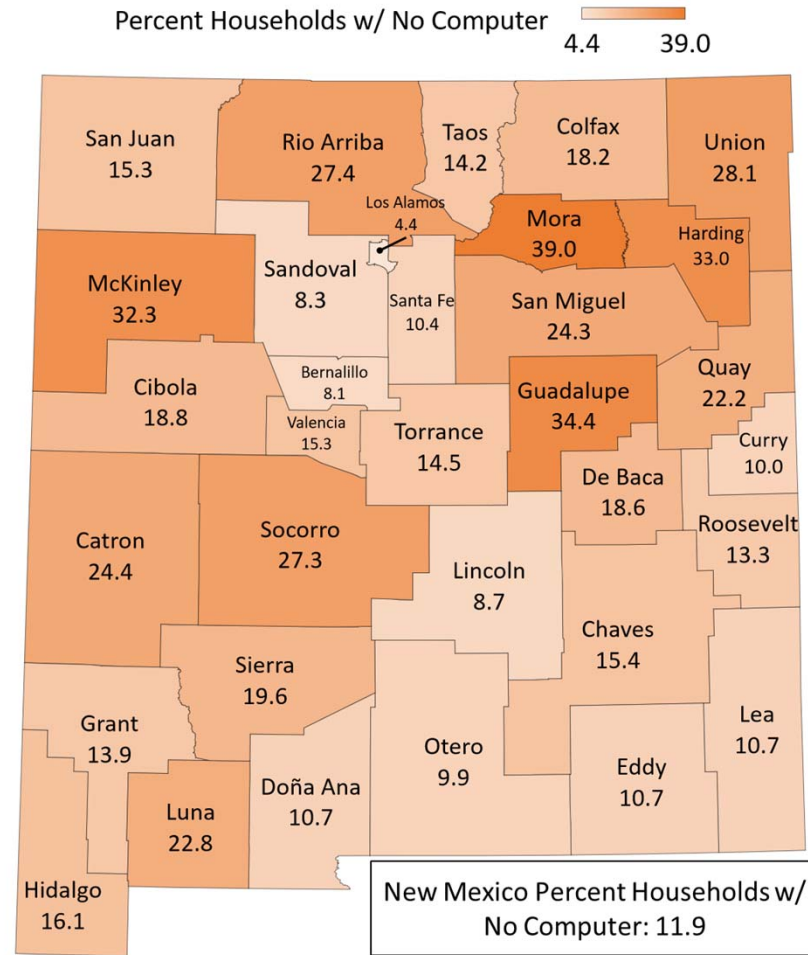 Percent Households w/ No Computer
4.4
39.0
San Juan
15.3
Rio Arriba
27.4
Taos
14.2
Colfax
18.2
Union
28.1
Los Alamos
4.4
Mora
39.0
Harding
33.0
McKinley
32.3
Sandoval
8.3
Santa Fe
10.4
San Miguel
24.3
Quay
22.2
Cibola
18.8
Bernalillo
8.1
Valencia
15.3
Torrance
14.5
Guadalupe
34.4
Curry
10.0
De Baca
18.6
Roosevelt
13.3
Catron
24.4
Socorro
27.3
Lincoln
8.7
Chaves
15.4
Sierra
19.6
Grant
13.9
Lea
10.7
Otero
9.9
Eddy
10.7
Doña Ana
10.7
Luna
22.8
Hidalgo
16.1
New Mexico Percent Households w/
No Computer: 11.9